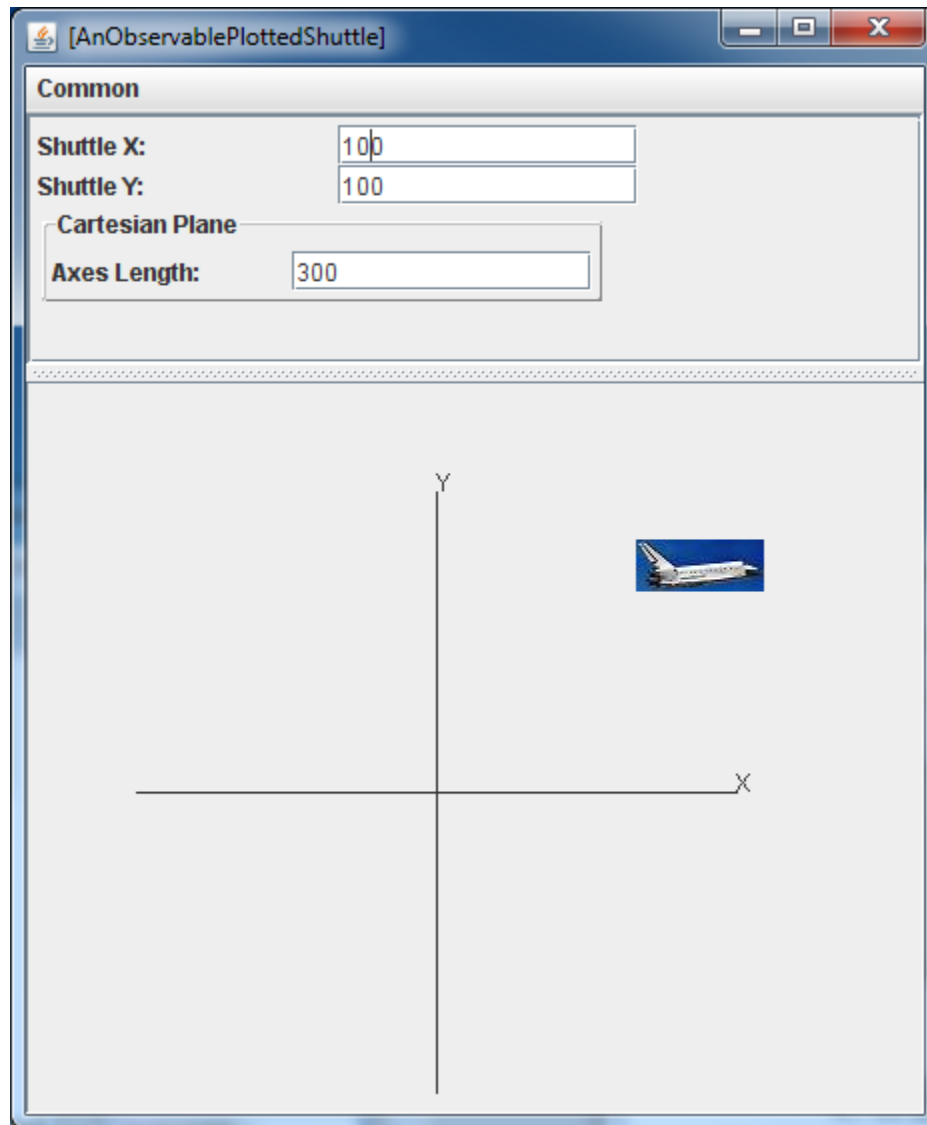 [AnObservablePlottedShuttle]
Common
Shuttle X: 100
Shuttle Y: 100
Cartesian Plane
Axes Length: 300
Y
X